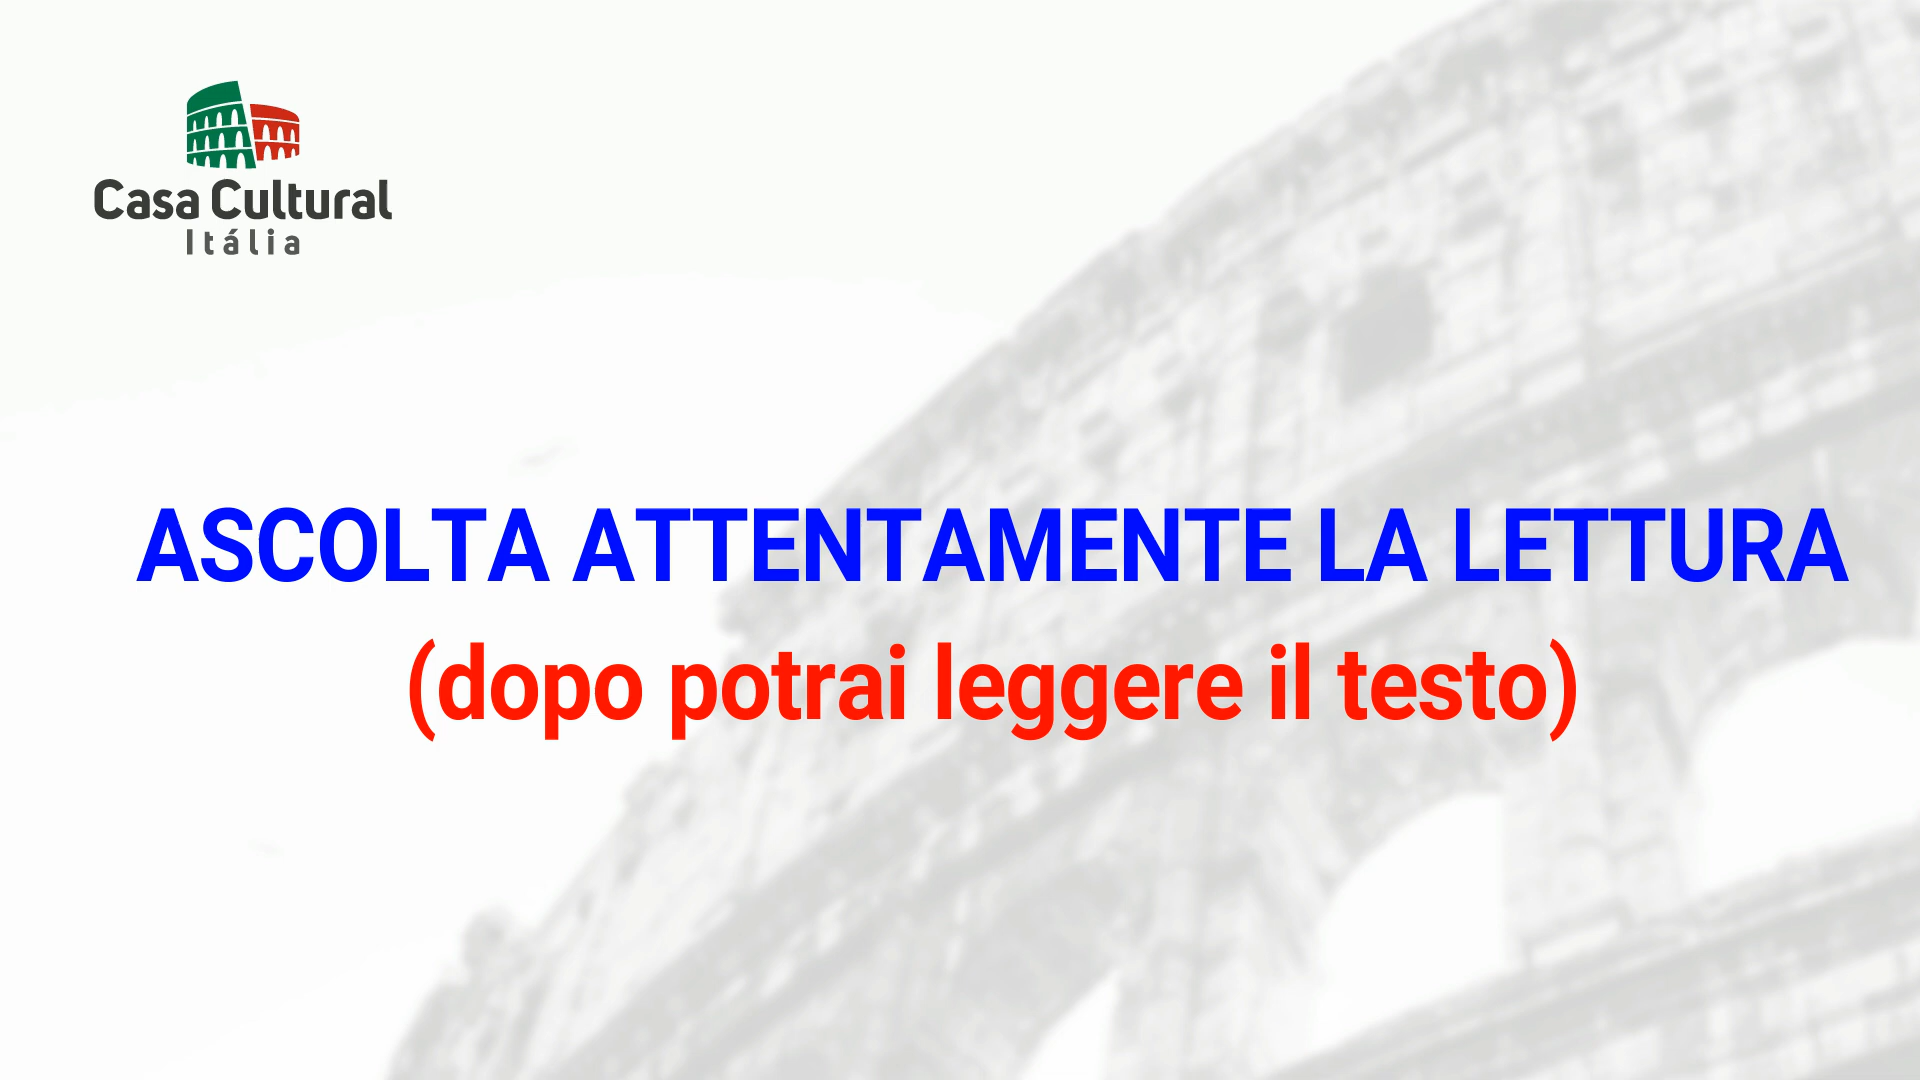 Casa Cultural
Itália
ASCOLTA ATTENTAMENTE LA LETTURA
(dopo potrai leggere il testo)